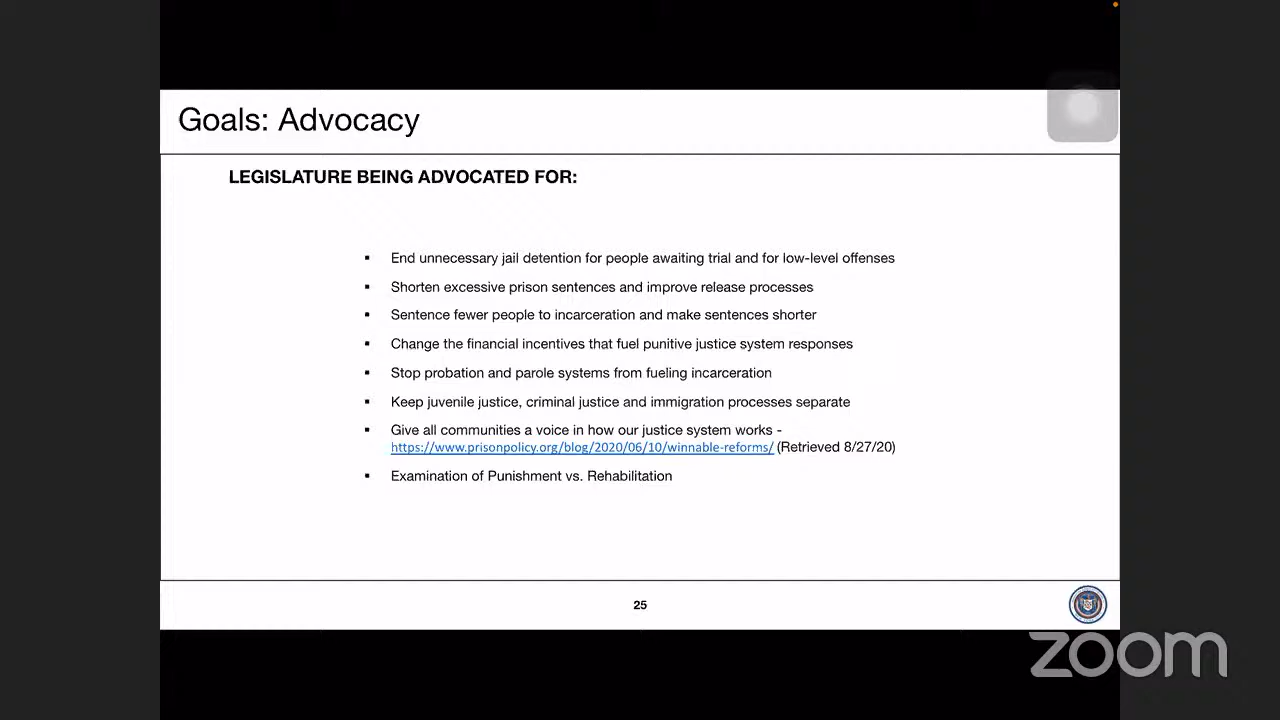 Goals: Advocacy
LEGISLATURE BEING ADVOCATED FOR:
▪ End unnecessary jail detention for people awaiting trial and for low-level offenses
▪ Shorten excessive prison sentences and improve release processes
▪ Sentence fewer people to incarceration and make sentences shorter
▪ Change the financial incentives that fuel punitive justice system responses
▪ Stop probation and parole systems from fueling incarceration
▪ Keep juvenile justice, criminal justice and immigration processes separate
▪ Give all communities a voice in how our justice system works -
https://www.prisonpolicy.org/blog/2020/06/10/winnable-reforms/ (Retrieved 8/27/20)
▪ Examination of Punishment vs. Rehabilitation
25
zoom